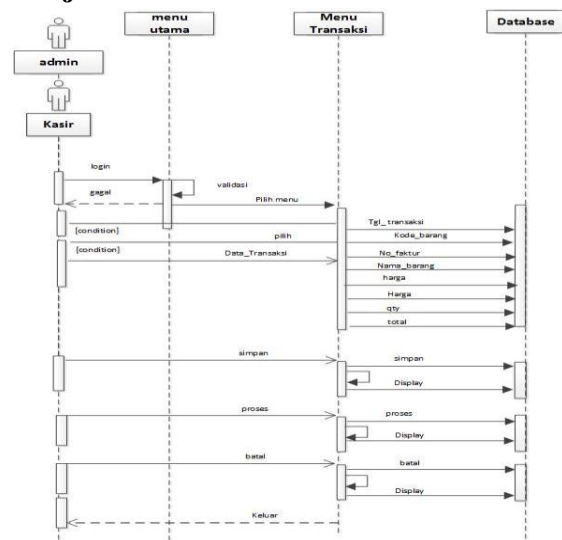 menu
utama
Menu
Transaksi
Database
admin
Kasir
login
validasi
gagal
Pilih menu
Tgl_transaksi
[condition]
pilih
Kode_barang
[condition]
Data_Transaksi
No_faktur
Nama_barang
harga
Harga
qty
total
simpan
simpan
Display
proses
proses
Display
batal
batal
Display
Keluar